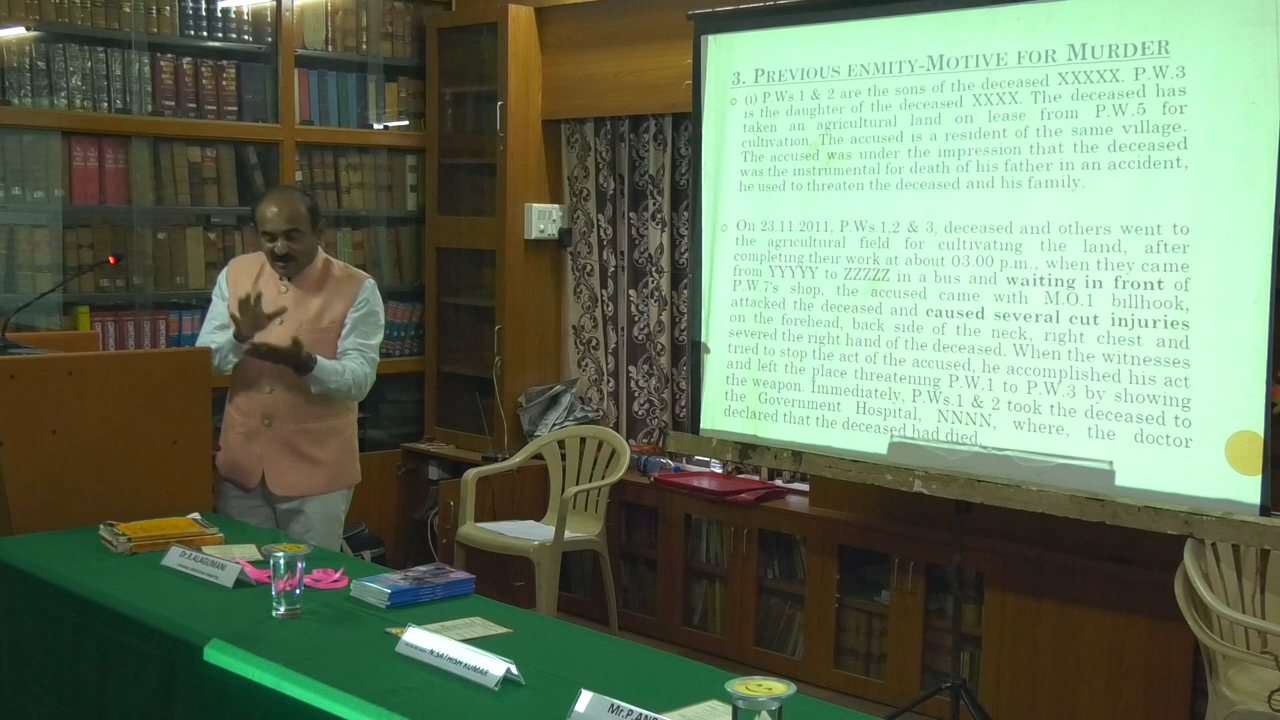 3. PREVIOUS ENMITY-MOTIVE FOR MURDER
(i) P.Ws.1 & 2 are the sons of the deceased XXXXX. P.W.3
is the daughter of the deceased XXXX. The deceased has
taken an agricultural land on lease from P.W.5 for
cultivation. The accused is a resident of the same village.
The accused was under the impression that the deceased
was the instrumental for death of his father in an accident,
he used to threaten the deceased and his family.
On 23.11.2011, P.Ws.1,2 & 3, deceased and others went to
the agricultural field for cultivating the land, after
completing their work at about 03.00 p.m., when they came
from YYYYY to ZZZZZ in a bus and waiting in front of
P.W.7's shop, the accused came with M.O.1 billhook,
attacked the deceased and caused several cut injuries
on the forehead, back side of the neck, right chest and
severed the right hand of the deceased. When the witnesses
tried to stop the act of the accused, he accomplished his act
and left the place threatening P.W.1 to P.W.3 by showing
the weapon. Immediately, P.Ws.1 & 2 took the deceased to
the Government Hospital, NNNN, where, the doctor
declared that the deceased had died.
Dr.R.ALAGUMANI
N.SATHISH KUMAR
Mr.P.